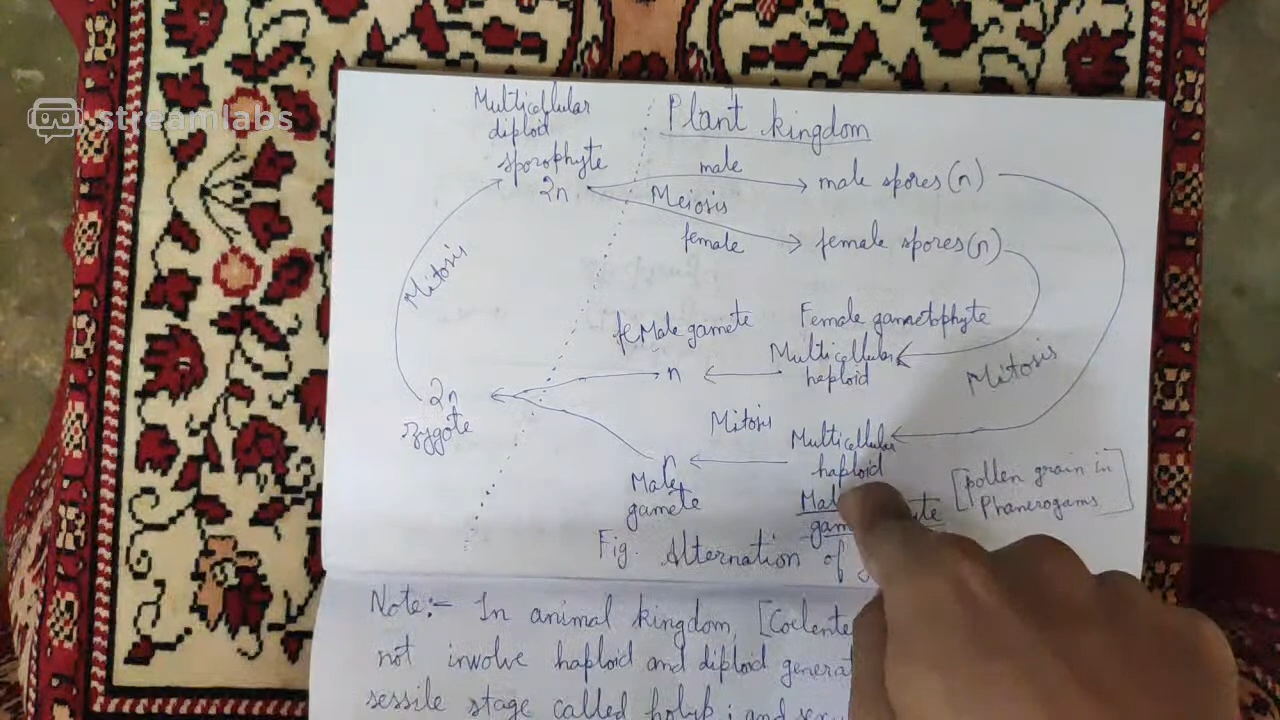 streamlabs
Multicellular
diploid
sporophyte
2n
Plant kingdom
male
male spores (n)
Meiosis
female
female spores (n)
Mitosis
feMale gamete
Female gametophyte
Multicellular
haploid
n
Mitosis
2n
zygote
Mitosis
Multicellular
haploid
n
Male
gamete
[pollen grain in
Phanerogams]
Fig. Alternation of
Note:- In animal kingdom, [Coelente
not involve haploid and diploid generat
sessile stage called polyp ; and